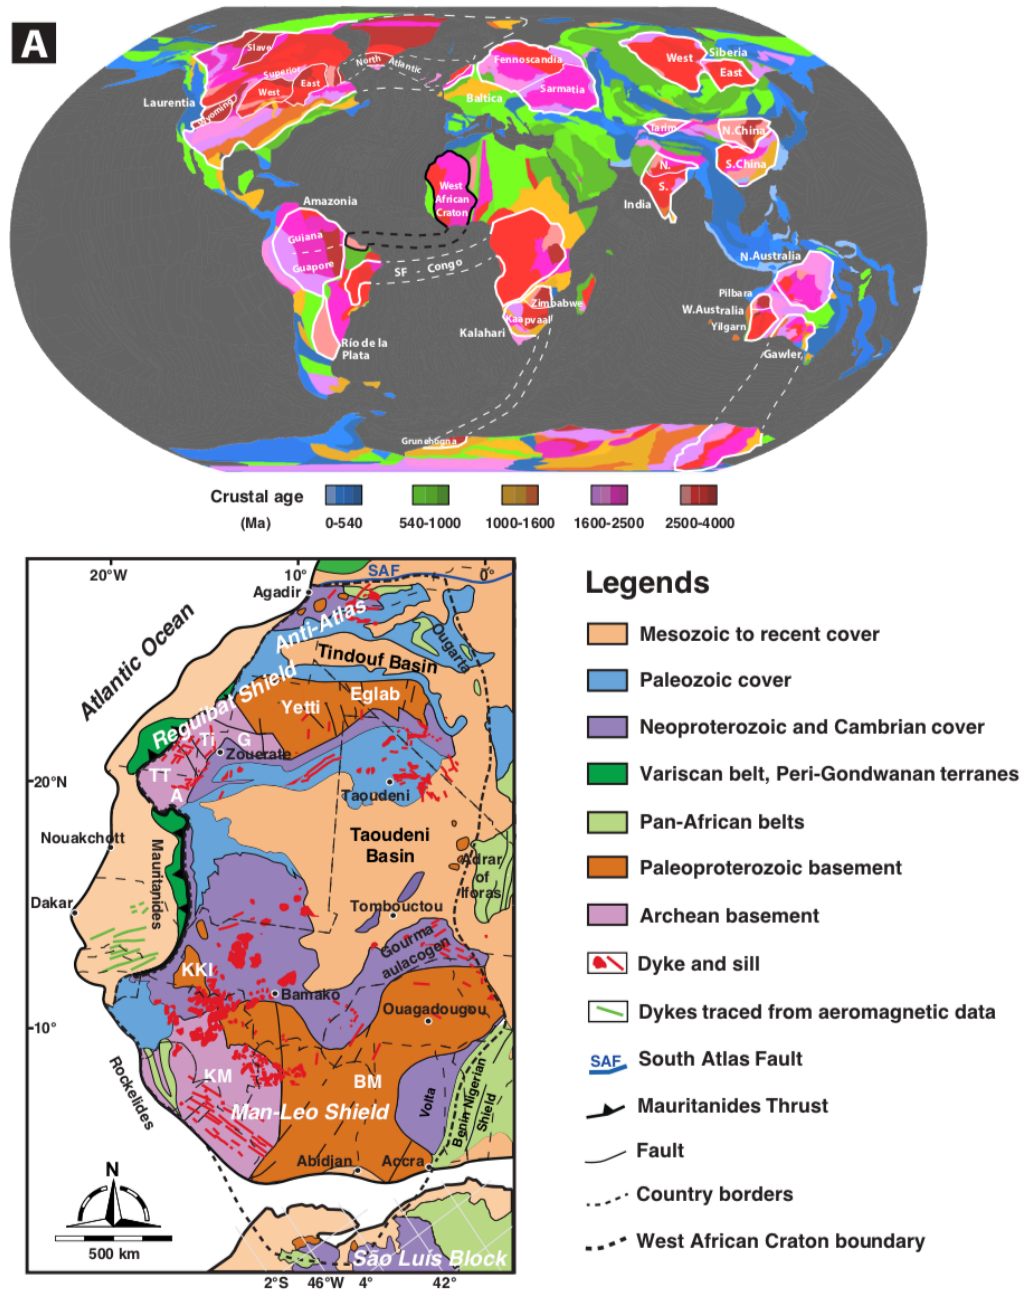 A
Slave
Superior
West
East
Wyoming
Laurentia
North
Atlantic
Fennoscandia
Sarmatia
Baltica
West
Siberia
East
Tarim
N.China
S.China
N.
S.
India
West
African
Craton
Amazonia
Guiana
Guapore
SF - Congo
Zimbabwe
Kaapvaal
Kalahari
Río de la
Plata
N.Australia
Pilbara
W.Australia
Yilgarn
Gawler
Grunehogna
Crustal age
(Ma)
0-540
540-1000
1000-1600
1600-2500
2500-4000
20°W
10°
0°
SAF
Agadir
Atlantic Ocean
Anti-Atlas
Ougarta
Tindouf Basin
Reguibat Shield
Yetti
Eglab
Ti
G
Zouerate
TT
A
20°N
Taoudeni
Nouakchott
Mauritanides
Taoudeni
Basin
Adrar
of
Iforas
Dakar
Tombouctou
Gourma
aulacogen
KKI
Bamako
Ouagadougou
10°
Rockelides
KM
BM
Volta
Benin Nigerian
Shield
Man-Leo Shield
Abidjan
Accra
N
500 km
São Luís Block
2°S
46°W
4°
42°
Legends
Mesozoic to recent cover
Paleozoic cover
Neoproterozoic and Cambrian cover
Variscan belt, Peri-Gondwanan terranes
Pan-African belts
Paleoproterozoic basement
Archean basement
Dyke and sill
Dykes traced from aeromagnetic data
SAF South Atlas Fault
Mauritanides Thrust
Fault
Country borders
West African Craton boundary